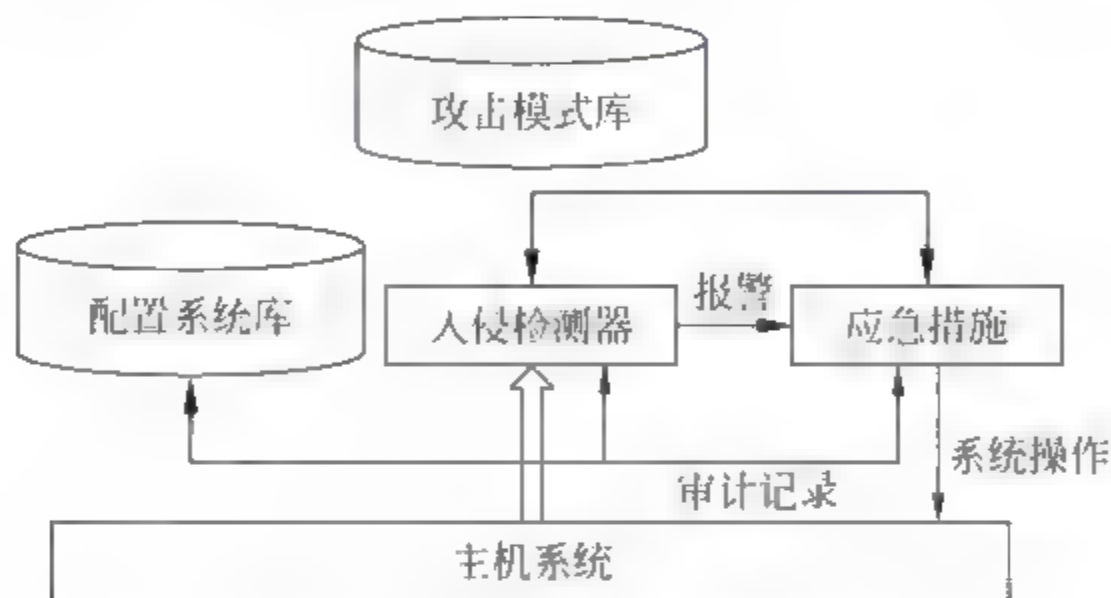 攻击模式库
配置系统库
入侵检测器
报警
应急措施
系统操作
审计记录
主机系统